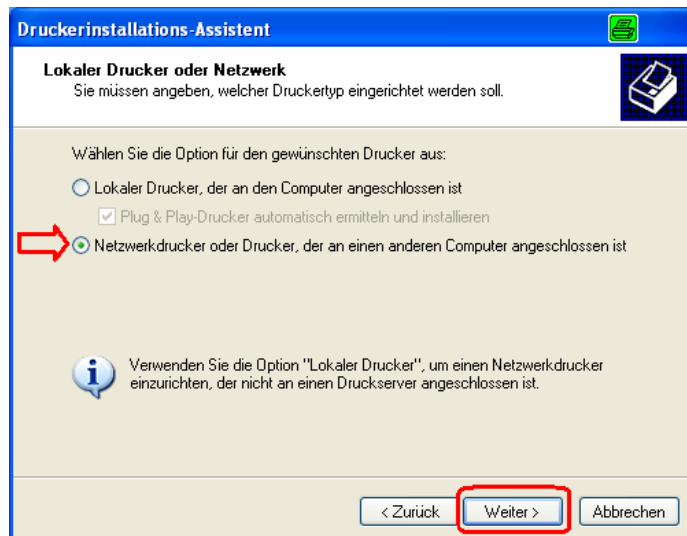 Druckerinstallations-Assistent
Lokaler Drucker oder Netzwerk
Sie müssen angeben, welcher Druckertyp eingerichtet werden soll.
Wählen Sie die Option für den gewünschten Drucker aus:
Lokaler Drucker, der an den Computer angeschlossen ist
Plug & Play-Drucker automatisch ermitteln und installieren
Netzwerkdrucker oder Drucker, der an einen anderen Computer angeschlossen ist
Verwenden Sie die Option "Lokaler Drucker", um einen Netzwerkdrucker
einzurichten, der nicht an einen Druckserver angeschlossen ist.
< Zurück Weiter > Abbrechen